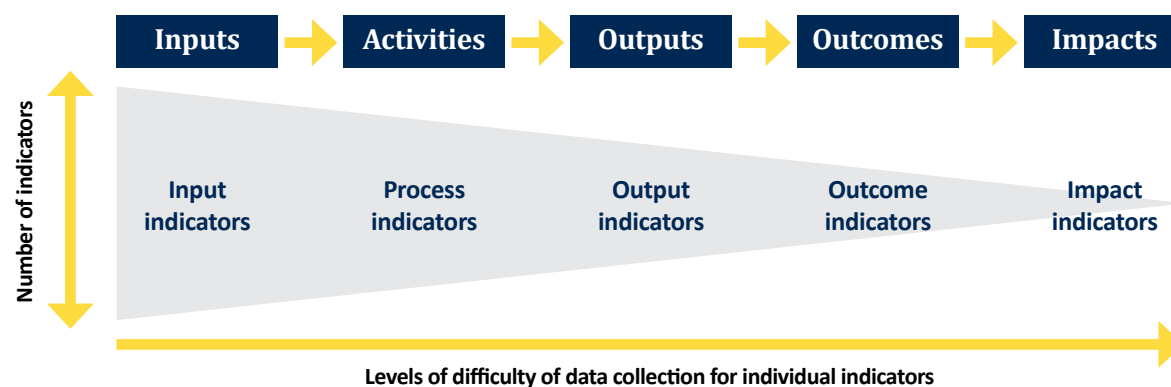 Inputs
Activities
Outputs
Outcomes
Impacts
Number of indicators
Input
indicators
Process
indicators
Output
indicators
Outcome
indicators
Impact
indicators
Levels of difficulty of data collection for individual indicators